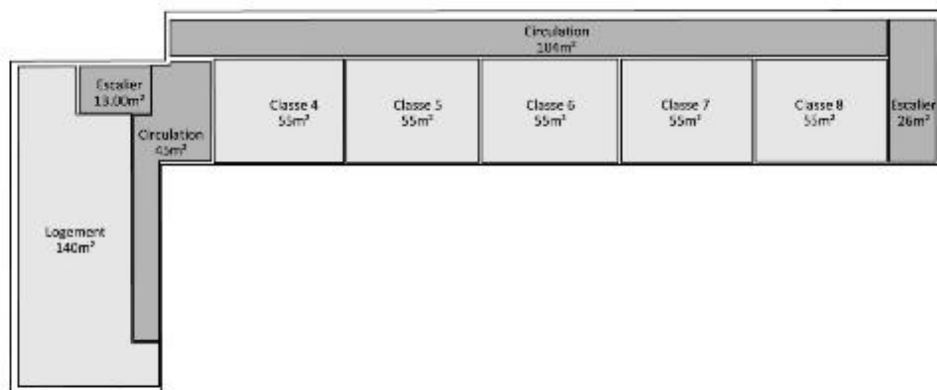 Circulation
104m²
Escalier
13.00m²
Circulation
45m²
Classe 4
55m²
Classe 5
55m²
Classe 6
55m²
Classe 7
55m²
Classe 8
55m²
Escalier
26m²
Logement
140m²